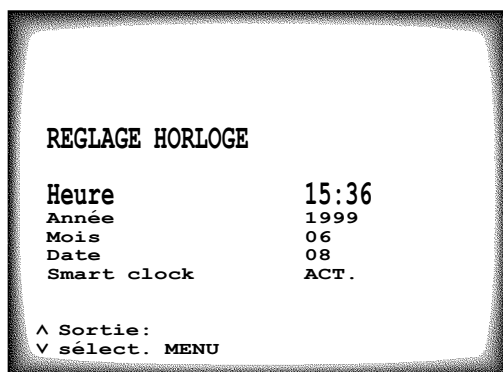 REGLAGE HORLOGE
Heure 15:36
Année 1999
Mois 06
Date 08
Smart clock ACT.
∧ Sortie:
∨ sélect. MENU